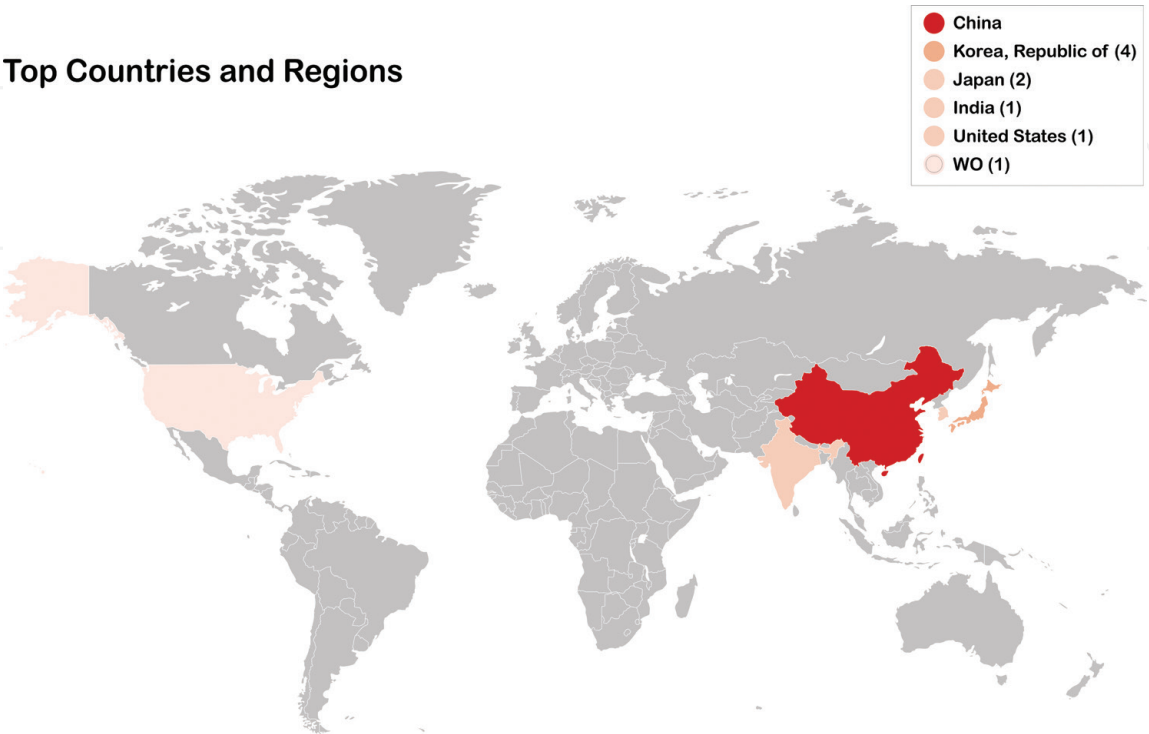 Top Countries and Regions
China
Korea, Republic of (4)
Japan (2)
India (1)
United States (1)
WO (1)